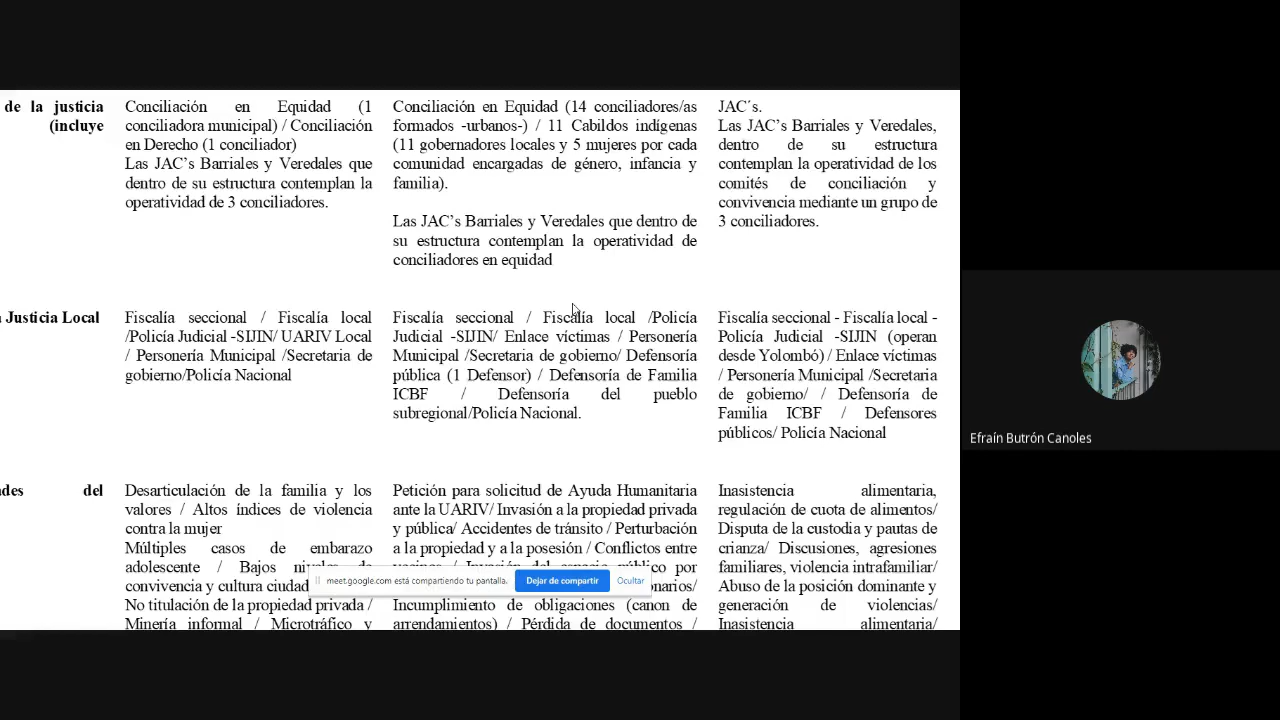 de la justicia
(incluye
Conciliación en Equidad (1
conciliadora municipal) / Conciliación
en Derecho (1 conciliador)
Las JAC’s Barriales y Veredales que
dentro de su estructura contemplan la
operatividad de 3 conciliadores.
Conciliación en Equidad (14 conciliadores/as
formados -urbanos-) / 11 Cabildos indígenas
(11 gobernadores locales y 5 mujeres por cada
comunidad encargadas de género, infancia y
familia).
Las JAC’s Barriales y Veredales que dentro de
su estructura contemplan la operatividad de
conciliadores en equidad
JAC´s.
Las JAC’s Barriales y Veredales,
dentro de su estructura
contemplan la operatividad de los
comités de conciliación y
convivencia mediante un grupo de
3 conciliadores.
Justicia Local
Fiscalía seccional / Fiscalía local
/Policía Judicial -SIJIN/ UARIV Local
/ Personería Municipal /Secretaria de
gobierno/Policía Nacional
Fiscalía seccional / Fiscalía local /Policía
Judicial -SIJIN/ Enlace víctimas / Personería
Municipal /Secretaria de gobierno/ Defensoría
pública (1 Defensor) / Defensoría de Familia
ICBF / Defensoría del pueblo
subregional/Policía Nacional.
Fiscalía seccional - Fiscalía local -
Policía Judicial -SIJIN (operan
desde Yolombó) / Enlace víctimas
/ Personería Municipal /Secretaria
de gobierno/ / Defensoría de
Familia ICBF / Defensores
públicos/ Policía Nacional
del
Desarticulación de la familia y los
valores / Altos índices de violencia
contra la mujer
Múltiples casos de embarazo
adolescente / Bajos
convivencia y cultura
No titulación de la propiedad privada /
Minería informal / Microtráfico y
Petición para solicitud de Ayuda Humanitaria
ante la UARIV/ Invasión a la propiedad privada
y pública/ Accidentes de tránsito / Perturbación
a la propiedad y a la posesión / Conflictos entre
por
Incumplimiento de obligaciones (canon de
arrendamientos) / Pérdida de documentos /
Inasistencia alimentaria,
regulación de cuota de alimentos/
Disputa de la custodia y pautas de
crianza/ Discusiones, agresiones
familiares, violencia intrafamiliar/
Abuso de la posición dominante y
generación de violencias/
Inasistencia alimentaria/
meet.google.com está compartiendo tu pantalla.
Dejar de compartir
Ocultar
Efraín Butrón Canoles